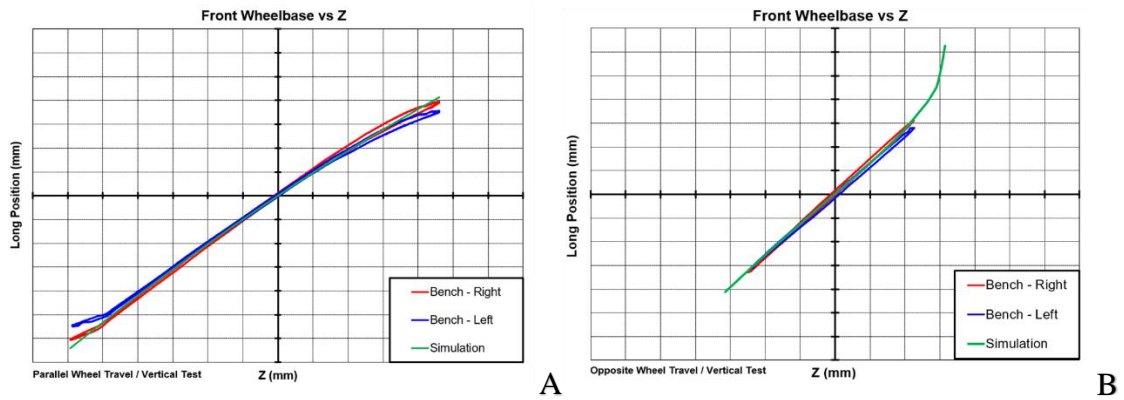 Front Wheelbase vs Z
Long Position (mm)
Bench - Right
Bench - Left
Simulation
Parallel Wheel Travel / Vertical Test
Z (mm)
A
Front Wheelbase vs Z
Long Position (mm)
Bench - Right
Bench - Left
Simulation
Opposite Wheel Travel / Vertical Test
Z (mm)
B